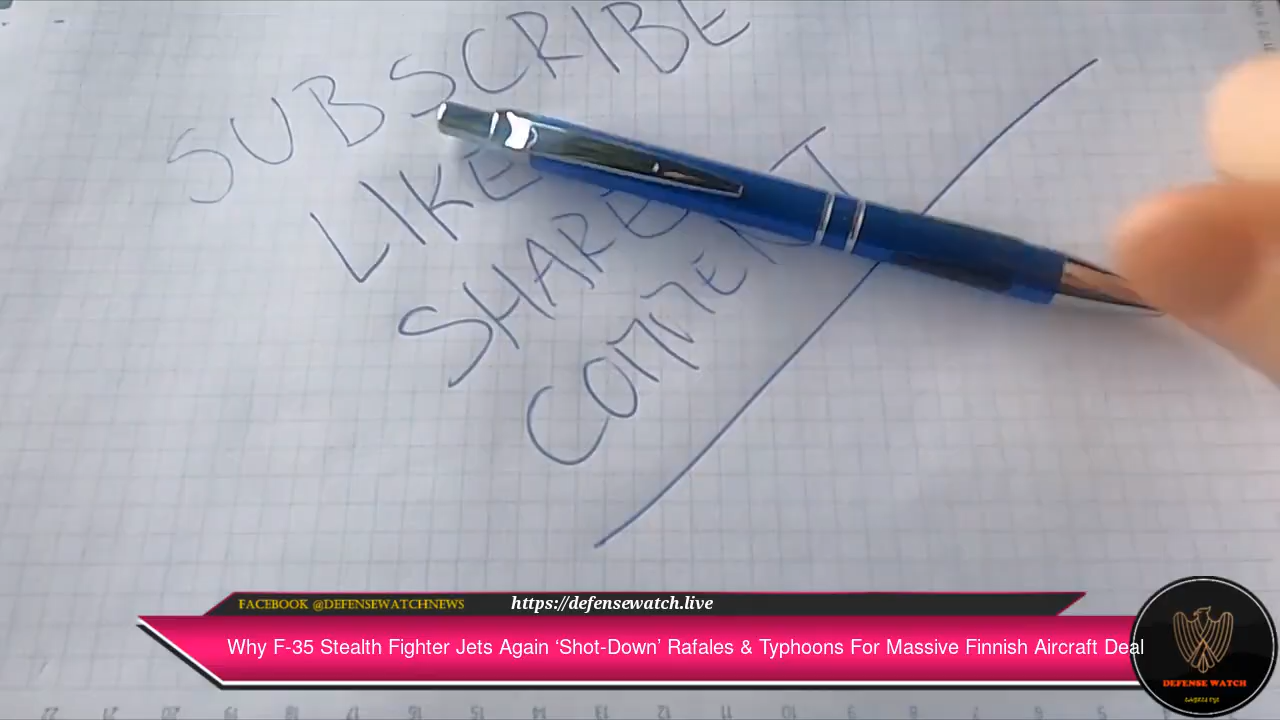 SUBSCRIBE
LIKE
SHARE
COMMENT
FACEBOOK @DEFENSEWATCHNEWS
https://defensewatch.live
Why F-35 Stealth Fighter Jets Again ‘Shot-Down’ Rafales & Typhoons For Massive Finnish Aircraft Deal
DEFENSE WATCH